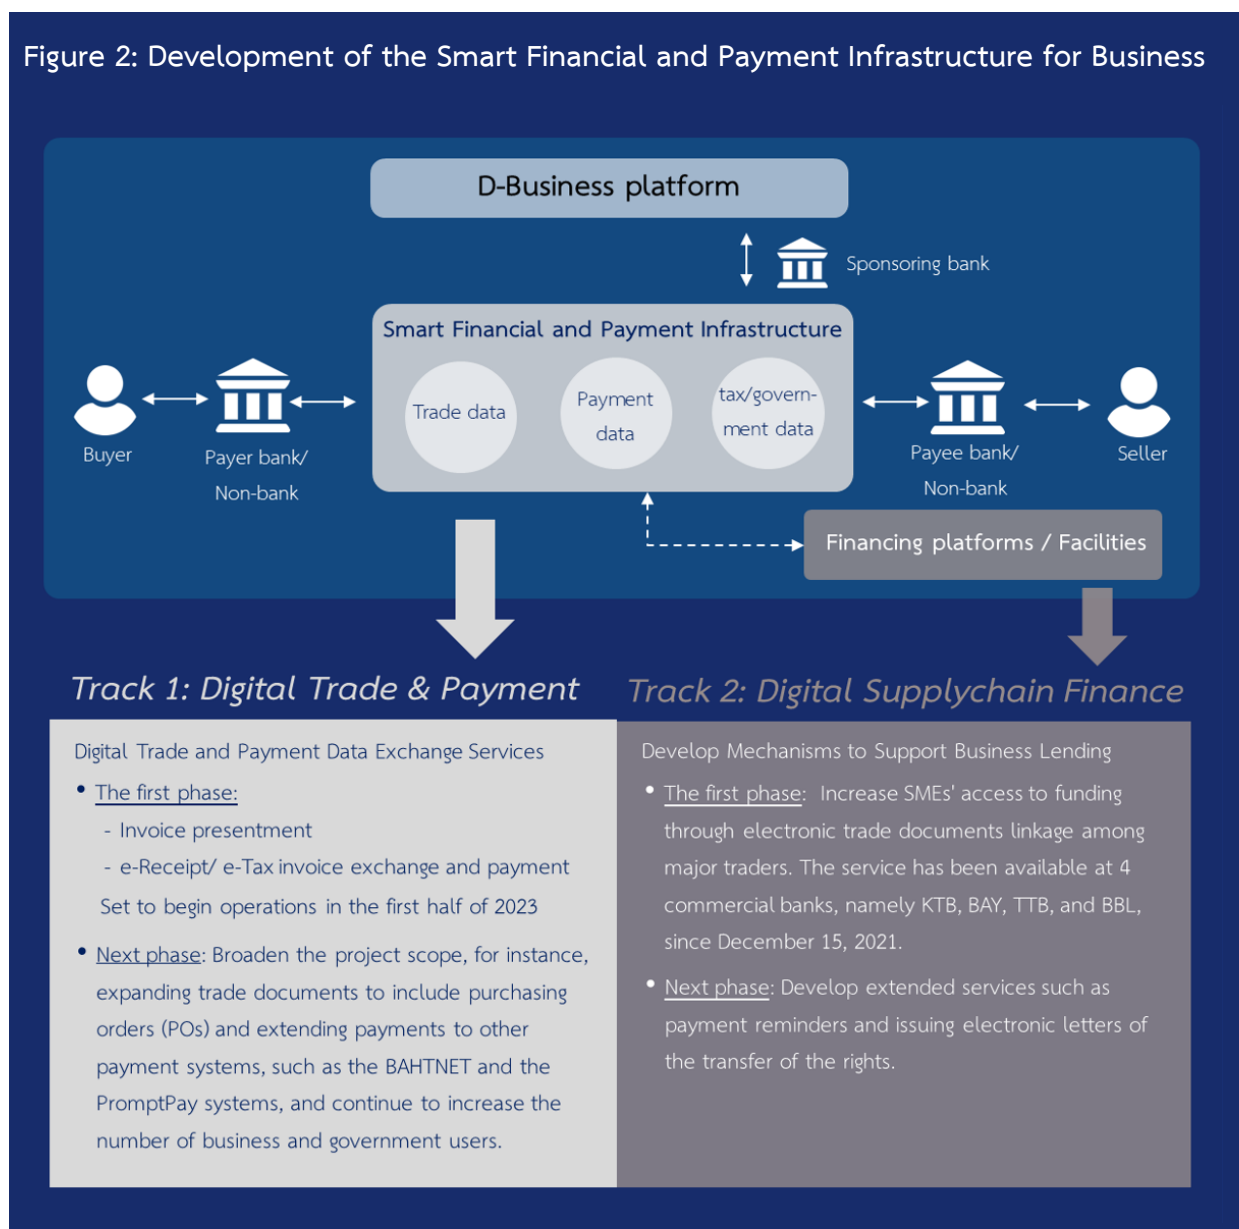 Figure 2: Development of the Smart Financial and Payment Infrastructure for Business
D-Business platform
Sponsoring bank
Smart Financial and Payment Infrastructure
Trade data
Payment
data
tax/govern-
ment data
Buyer
Payer bank/
Non-bank
Payee bank/
Non-bank
Seller
Financing platforms / Facilities
Track 1: Digital Trade & Payment
Digital Trade and Payment Data Exchange Services
• The first phase:
- Invoice presentment
- e-Receipt/ e-Tax invoice exchange and payment
Set to begin operations in the first half of 2023
• Next phase: Broaden the project scope, for instance,
expanding trade documents to include purchasing
orders (POs) and extending payments to other
payment systems, such as the BAHTNET and the
PromptPay systems, and continue to increase the
number of business and government users.
Track 2: Digital Supplychain Finance
Develop Mechanisms to Support Business Lending
• The first phase: Increase SMEs' access to funding
through electronic trade documents linkage among
major traders. The service has been available at 4
commercial banks, namely KTB, BAY, TTB, and BBL,
since December 15, 2021.
• Next phase: Develop extended services such as
payment reminders and issuing electronic letters of
the transfer of the rights.